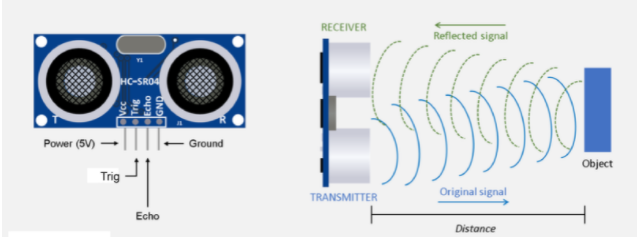 Y1
HC-SR04
Vcc
Trig
Echo
GND
T
J1
R
Power (5V)
Ground
Trig
Echo
RECEIVER
Reflected signal
Object
TRANSMITTER
Original signal
Distance